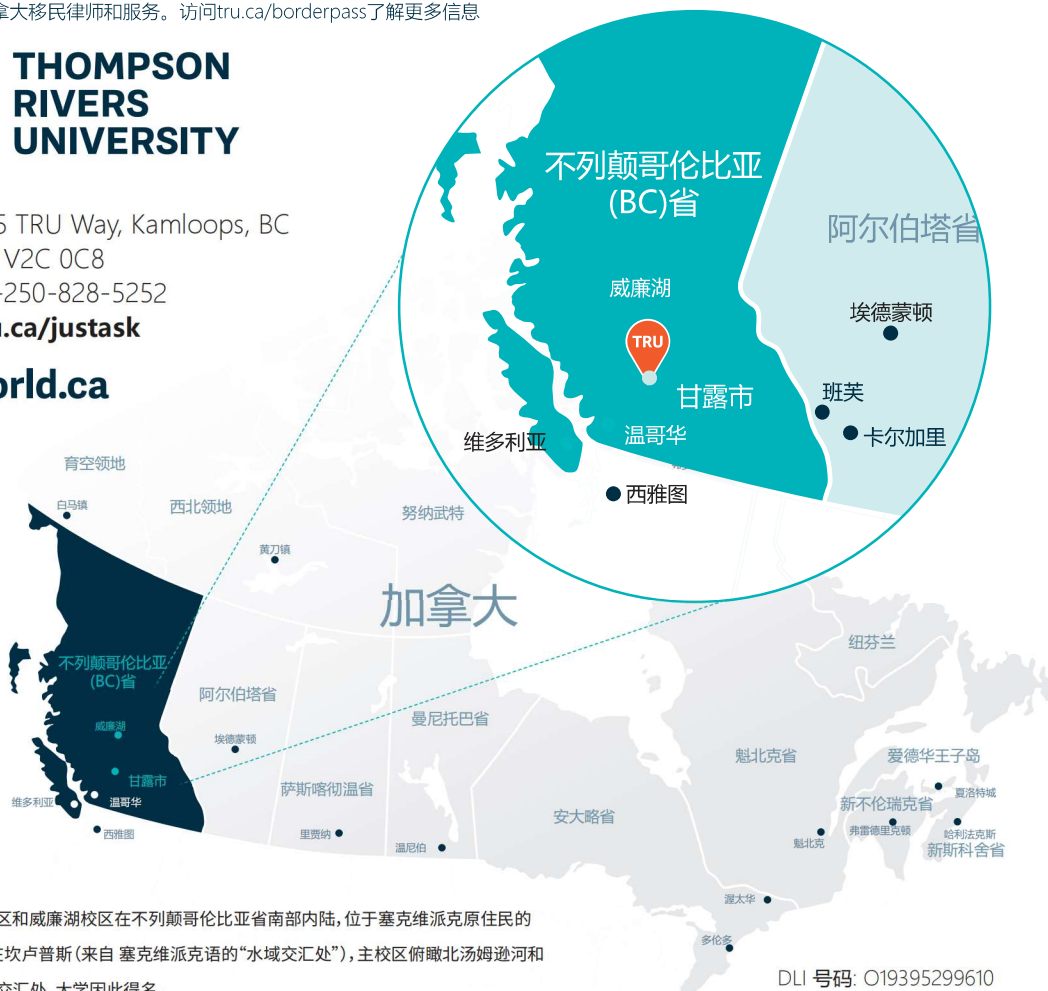 拿大移民律师和服务。访问tru.ca/borderpass了解更多信息
THOMPSON
RIVERS
UNIVERSITY
5 TRU Way, Kamloops, BC
V2C 0C8
-250-828-5252
u.ca/justask
orld.ca
不列颠哥伦比亚
(BC)省
阿尔伯塔省
威廉湖
TRU
甘露市
温哥华
维多利亚
西雅图
埃德蒙顿
班芙
卡尔加里
育空领地
白马镇
西北领地
黄刀镇
努纳武特
加拿大
不列颠哥伦比亚
(BC)省
威廉湖
甘露市
维多利亚
温哥华
西雅图
阿尔伯塔省
埃德蒙顿
萨斯喀彻温省
里贾纳
曼尼托巴省
温尼伯
安大略省
纽芬兰
魁北克省
爱德华王子岛
夏洛特城
新不伦瑞克省
弗雷德里克顿
哈利法克斯
新斯科舍省
魁北克
渥太华
多伦多
区和威廉湖校区在不列颠哥伦比亚省南部内陆,位于塞克维派克原住民的
在坎卢普斯(来自 塞克维派克语的“水域交汇处”),主校区俯瞰北汤姆逊河和
交汇处,大学因此得名
DLI 号码: O19395299610